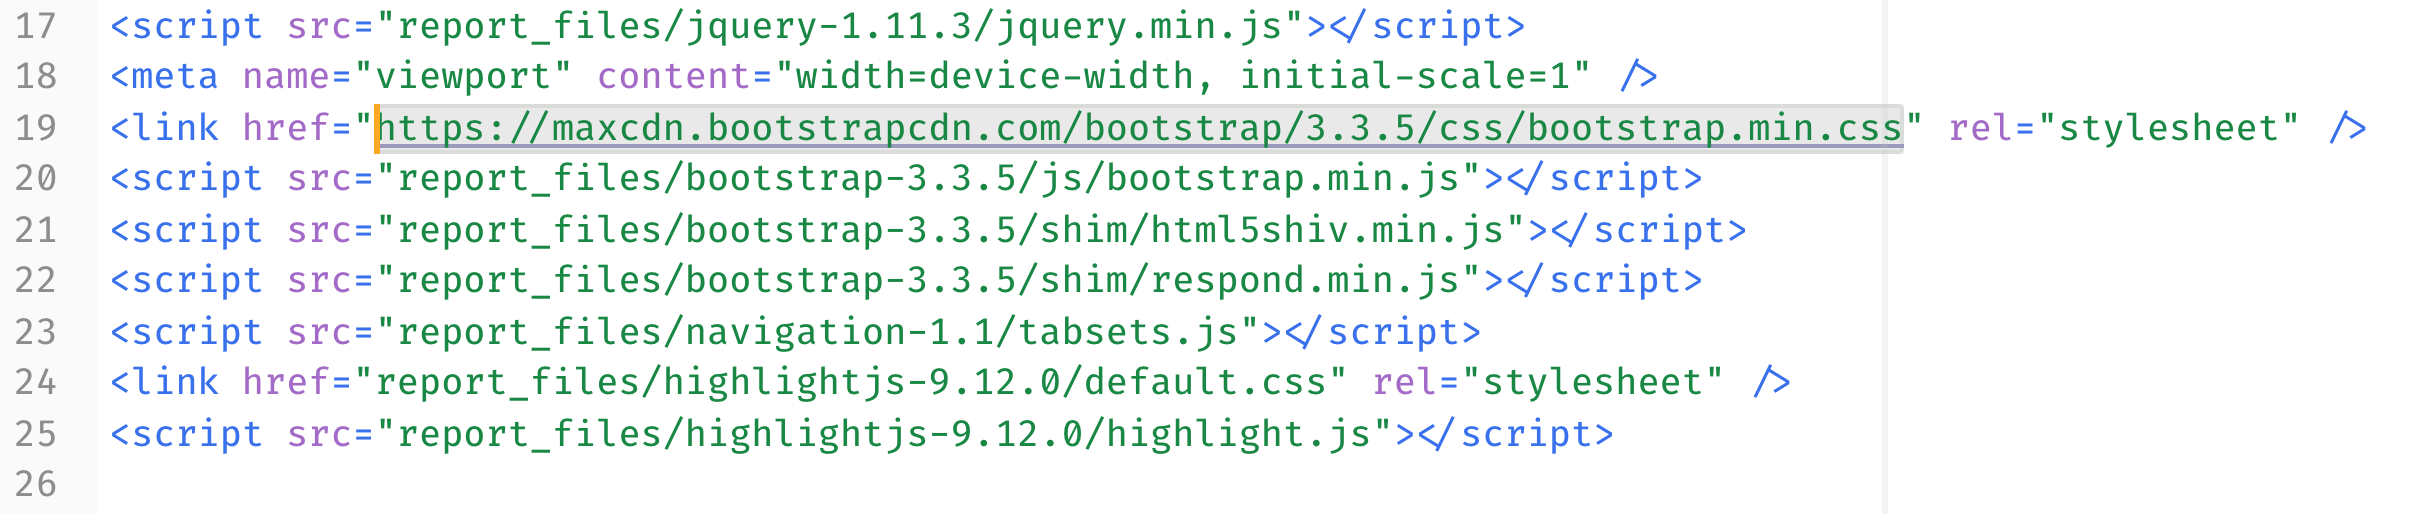 17 <script src="report_files/jquery-1.11.3/jquery.min.js"></script>
18 <meta name="viewport" content="width=device-width, initial-scale=1" />
19 <link href="https://maxcdn.bootstrapcdn.com/bootstrap/3.3.5/css/bootstrap.min.css" rel="stylesheet" />
20 <script src="report_files/bootstrap-3.3.5/js/bootstrap.min.js"></script>
21 <script src="report_files/bootstrap-3.3.5/shim/html5shiv.min.js"></script>
22 <script src="report_files/bootstrap-3.3.5/shim/respond.min.js"></script>
23 <script src="report_files/navigation-1.1/tabsets.js"></script>
24 <link href="report_files/highlightjs-9.12.0/default.css" rel="stylesheet" />
25 <script src="report_files/highlightjs-9.12.0/highlight.js"></script>
26